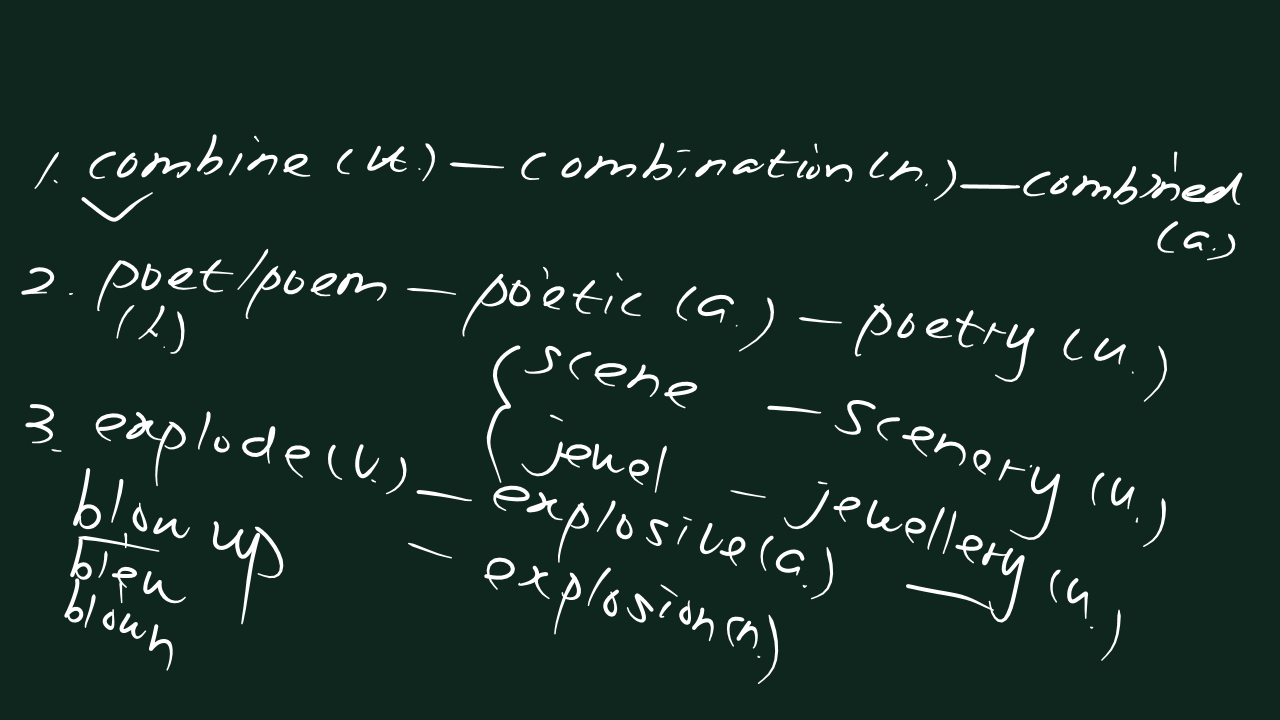 1. combine (vt.) — combination (n.) — combined (a.)
2. poet/poem — poetic (a.) — poetry (u.)
scene — scenery (u.)
jewel — jewellery (u.)
3. explode (v.) — explosive (a.)
— explosion (n.)
blow up
blew
blown